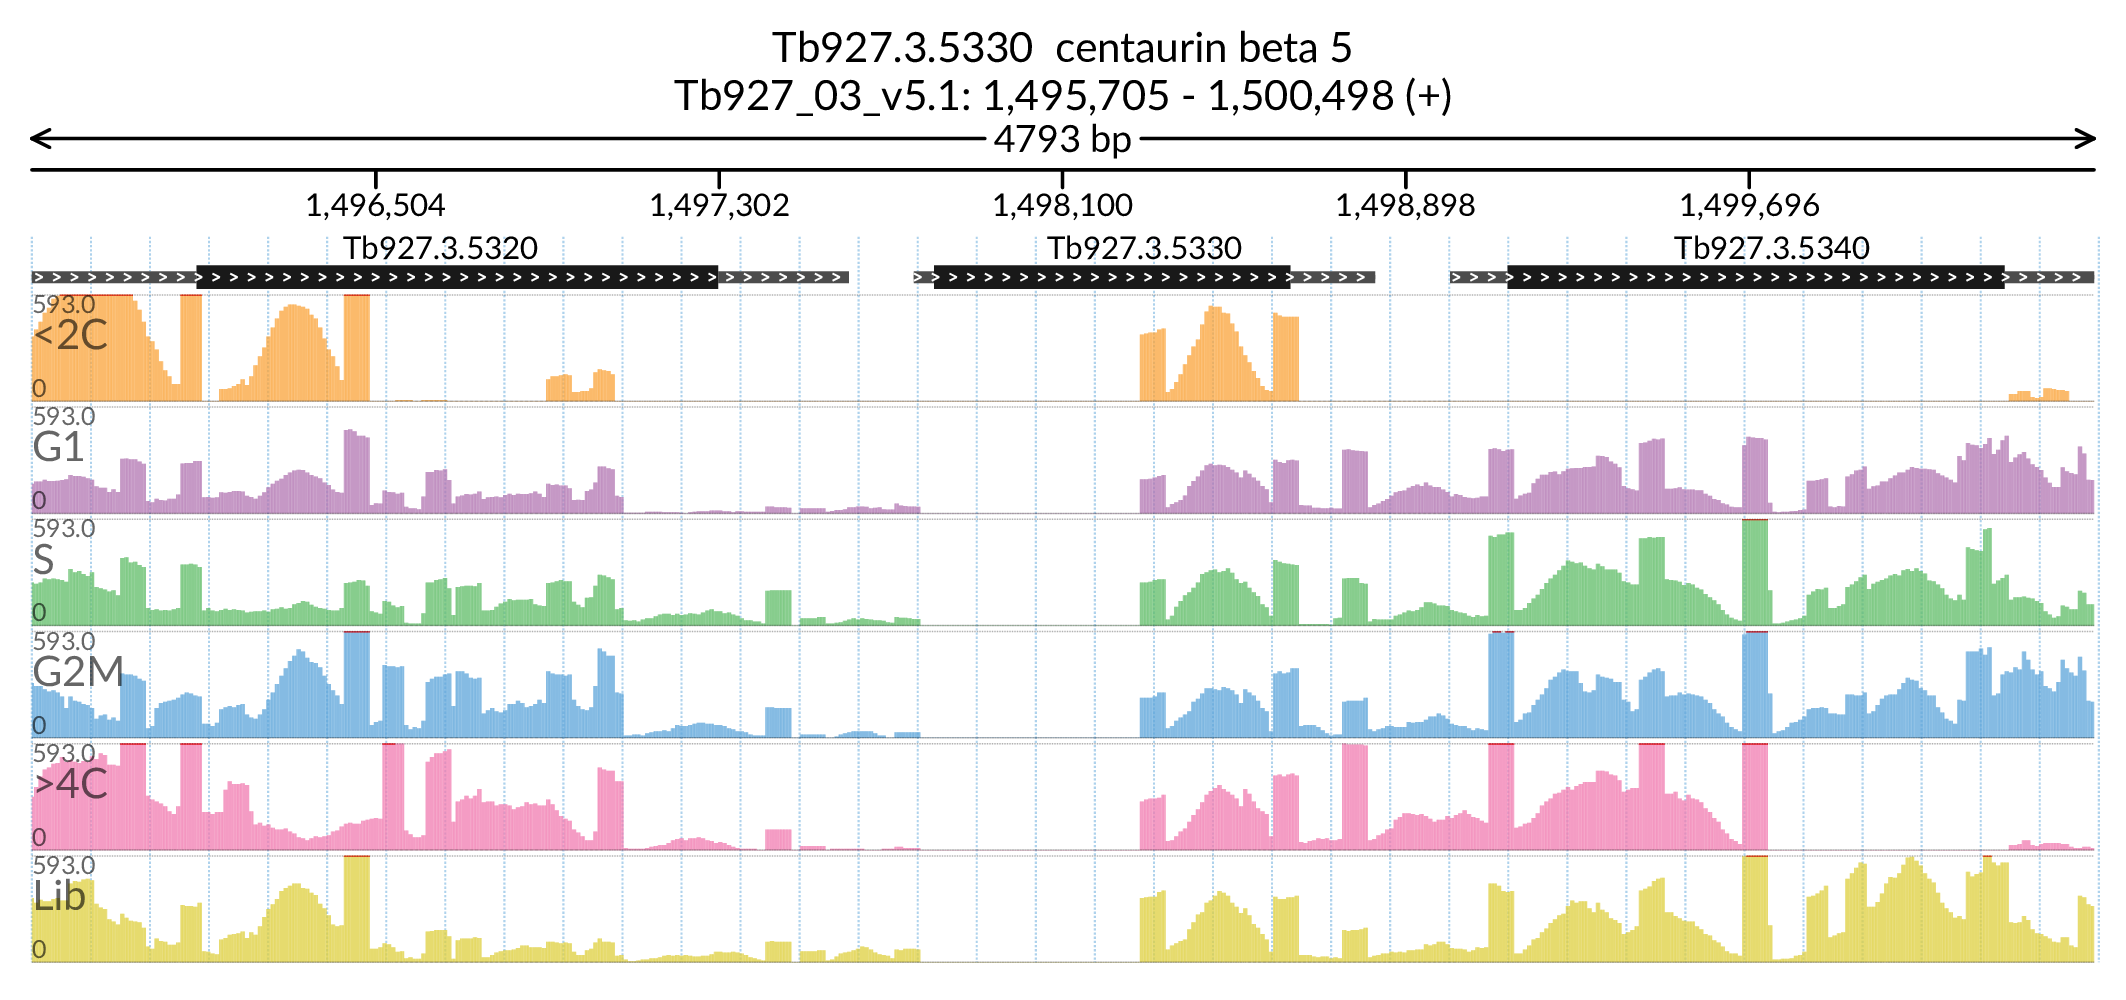 Tb927.3.5330  centaurin beta 5
Tb927_03_v5.1: 1,495,705 - 1,500,498 (+)
4793 bp
1,496,504 1,497,302 1,498,100 1,498,898 1,499,696
Tb927.3.5320 Tb927.3.5330 Tb927.3.5340
593.0
<2C
0
593.0
G1
0
593.0
S
0
593.0
G2M
0
593.0
>4C
0
593.0
Lib
0